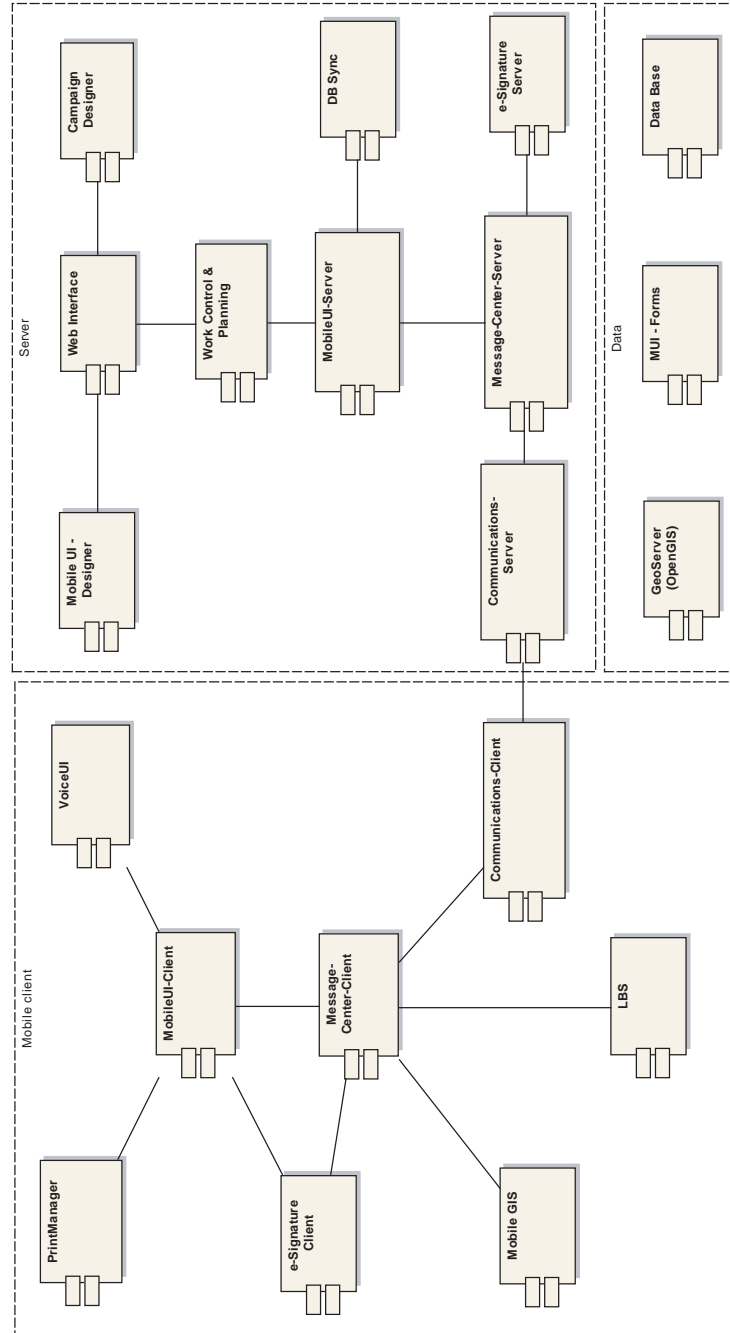 Mobile client
PrintManager
MobileUI-Client
VoiceUI
e-Signature
Client
Message-
Center-Client
Mobile GIS
LBS
Communications-Client
Server
Mobile UI -
Designer
Web Interface
Campaign
Designer
Work Control &
Planning
MobileUI-Server
DB Sync
Communications-
Server
Message-Center-Server
e-Signature
Server
Data
GeoServer
(OpenGIS)
MUI - Forms
Data Base